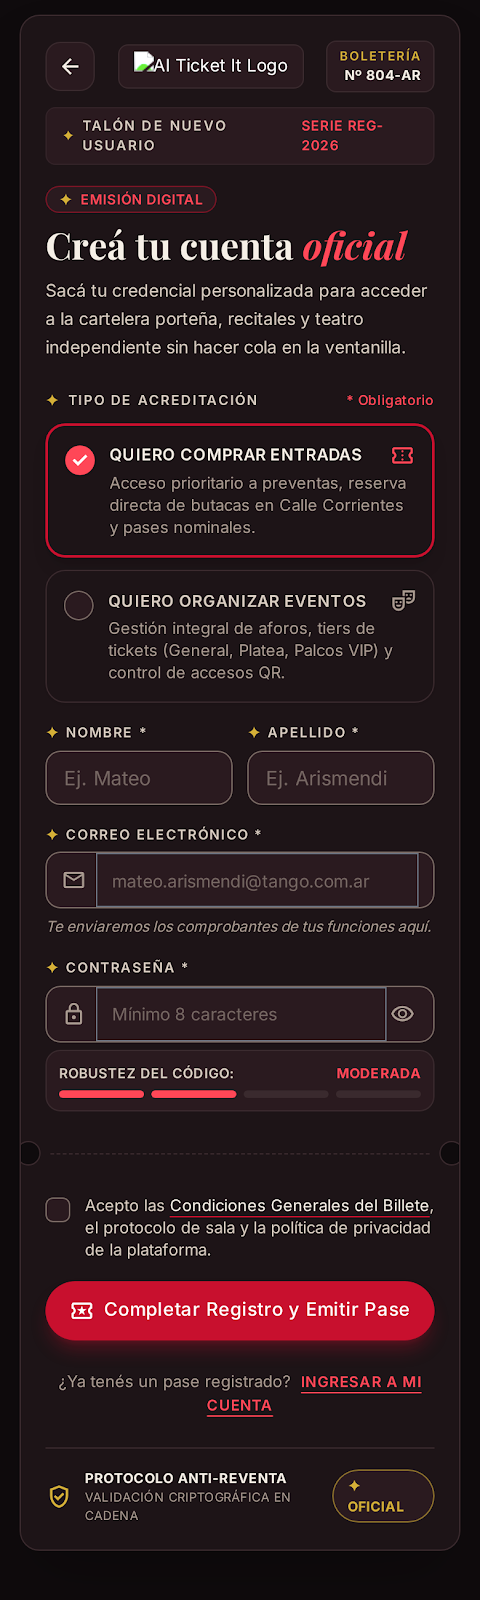 AI Ticket It Logo
BOLETERÍA
Nº 804-AR
TALÓN DE NUEVO
USUARIO
SERIE REG-
2026
EMISIÓN DIGITAL
Creá tu cuenta oficial
Sacá tu credencial personalizada para acceder
a la cartelera porteña, recitales y teatro
independiente sin hacer cola en la ventanilla.
TIPO DE ACREDITACIÓN
* Obligatorio
QUIERO COMPRAR ENTRADAS
Acceso prioritario a preventas, reserva
directa de butacas en Calle Corrientes
y pases nominales.
QUIERO ORGANIZAR EVENTOS
Gestión integral de aforos, tiers de
tickets (General, Platea, Palcos VIP) y
control de accesos QR.
NOMBRE *
APELLIDO *
Ej. Mateo
Ej. Arismendi
CORREO ELECTRÓNICO *
mateo.arismendi@tango.com.ar
Te enviaremos los comprobantes de tus funciones aquí.
CONTRASEÑA *
Mínimo 8 caracteres
ROBUSTEZ DEL CÓDIGO:
MODERADA
Acepto las Condiciones Generales del Billete,
el protocolo de sala y la política de privacidad
de la plataforma.
Completar Registro y Emitir Pase
¿Ya tenés un pase registrado? INGRESAR A MI
CUENTA
PROTOCOLO ANTI-REVENTA
VALIDACIÓN CRIPTOGRÁFICA EN
CADENA
OFICIAL